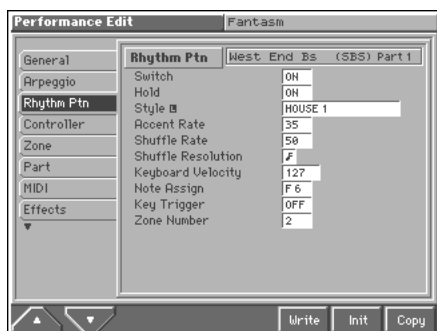 Performance Edit Fantasm
General
Arpeggio
Rhythm Ptn
Controller
Zone
Part
MIDI
Effects
Rhythm Ptn West End Bs (SBS) Part 1
Switch ON
Hold ON
Style L HOUSE 1
Accent Rate 35
Shuffle Rate 50
Shuffle Resolution
Keyboard Velocity 127
Note Assign F 6
Key Trigger OFF
Zone Number 2
Write Init Copy